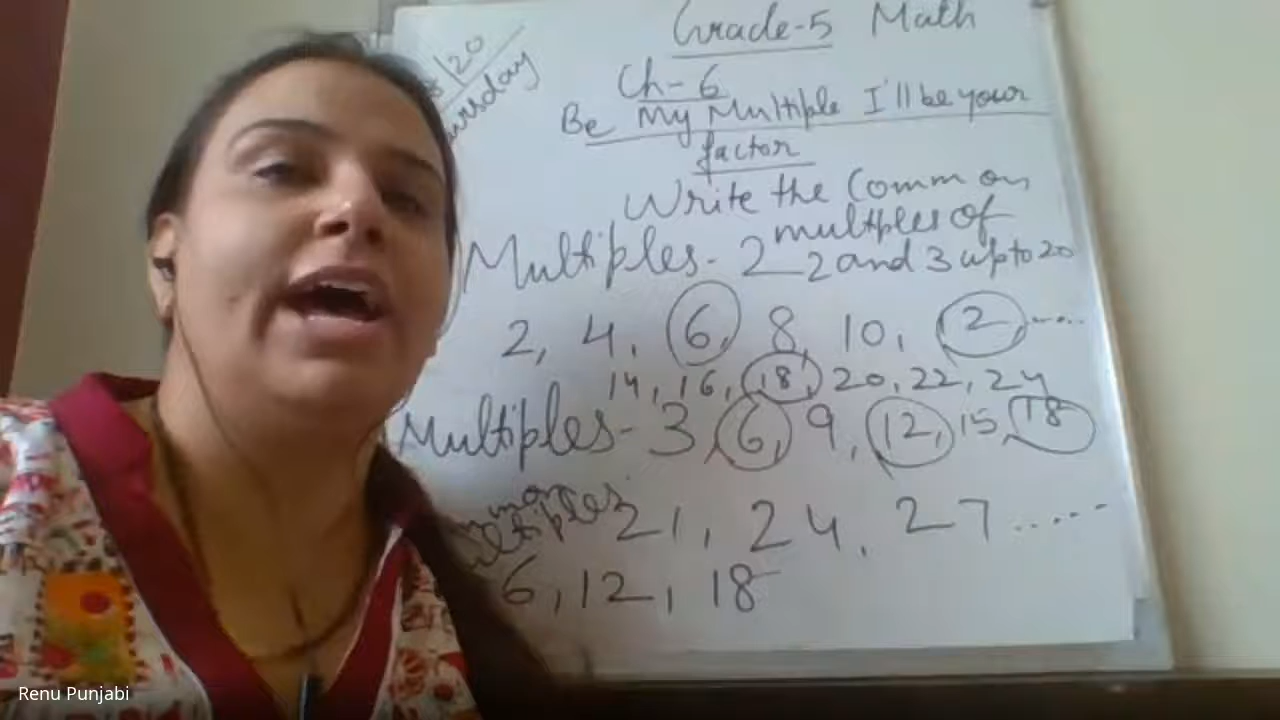 Grade-5 Math
20
Ch-6
Be My Multiple I'll be your
factor
Write the Common
multples of
Multiples - 2 2 and 3 upto 20
2, 4, 6, 8, 10, 12, ....
14, 16, 18, 20, 22, 24
Multiples - 3, 6, 9, 12, 15, 18
21, 24, 27 .....
6, 12, 18
Renu Punjabi